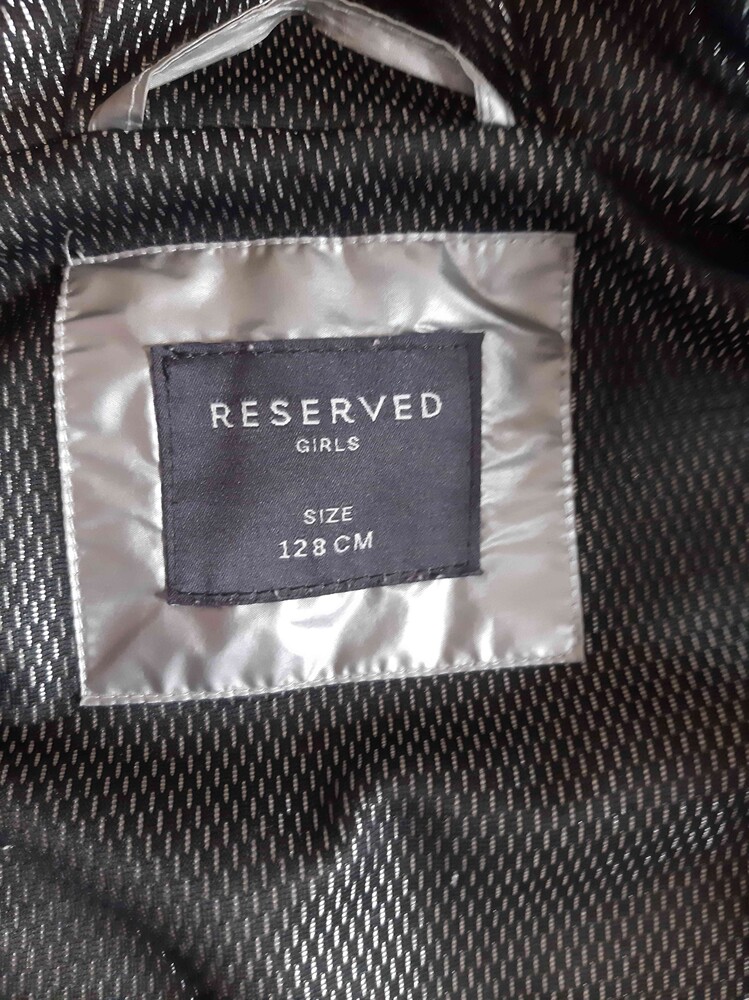 RESERVED
GIRLS
SIZE
128 CM